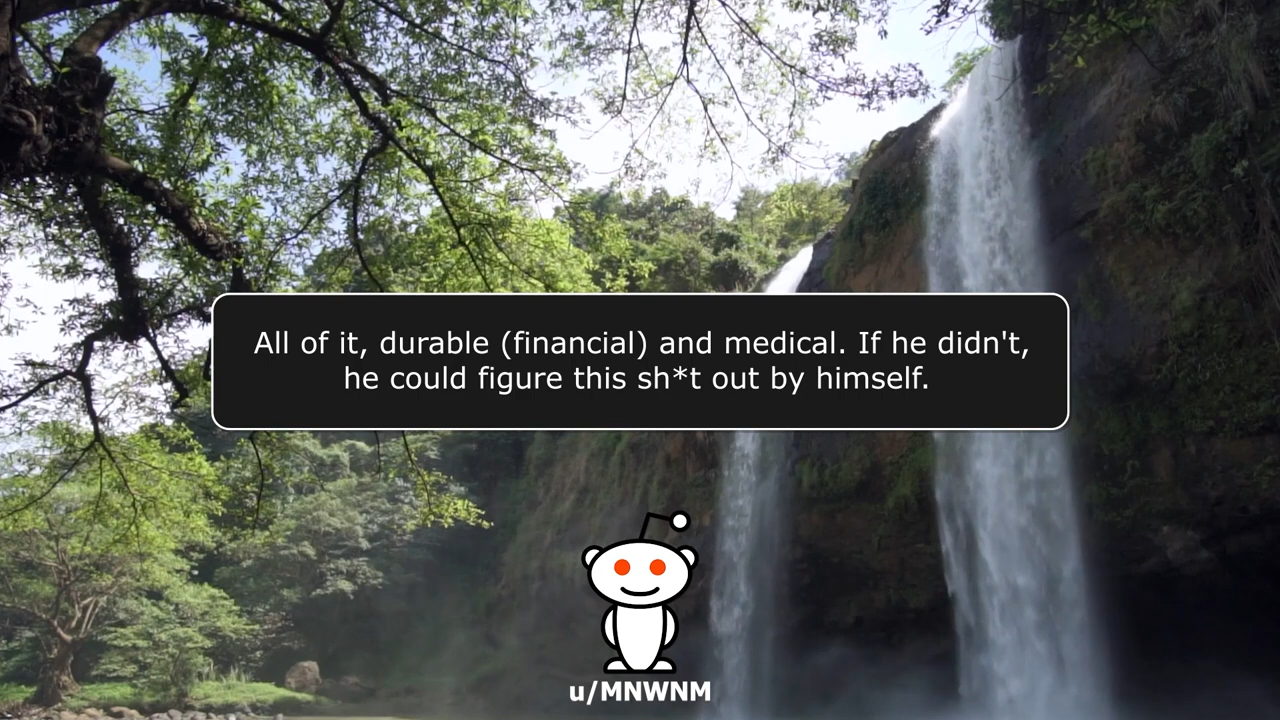 All of it, durable (financial) and medical. If he didn't,
he could figure this sh*t out by himself.
u/MNWNM